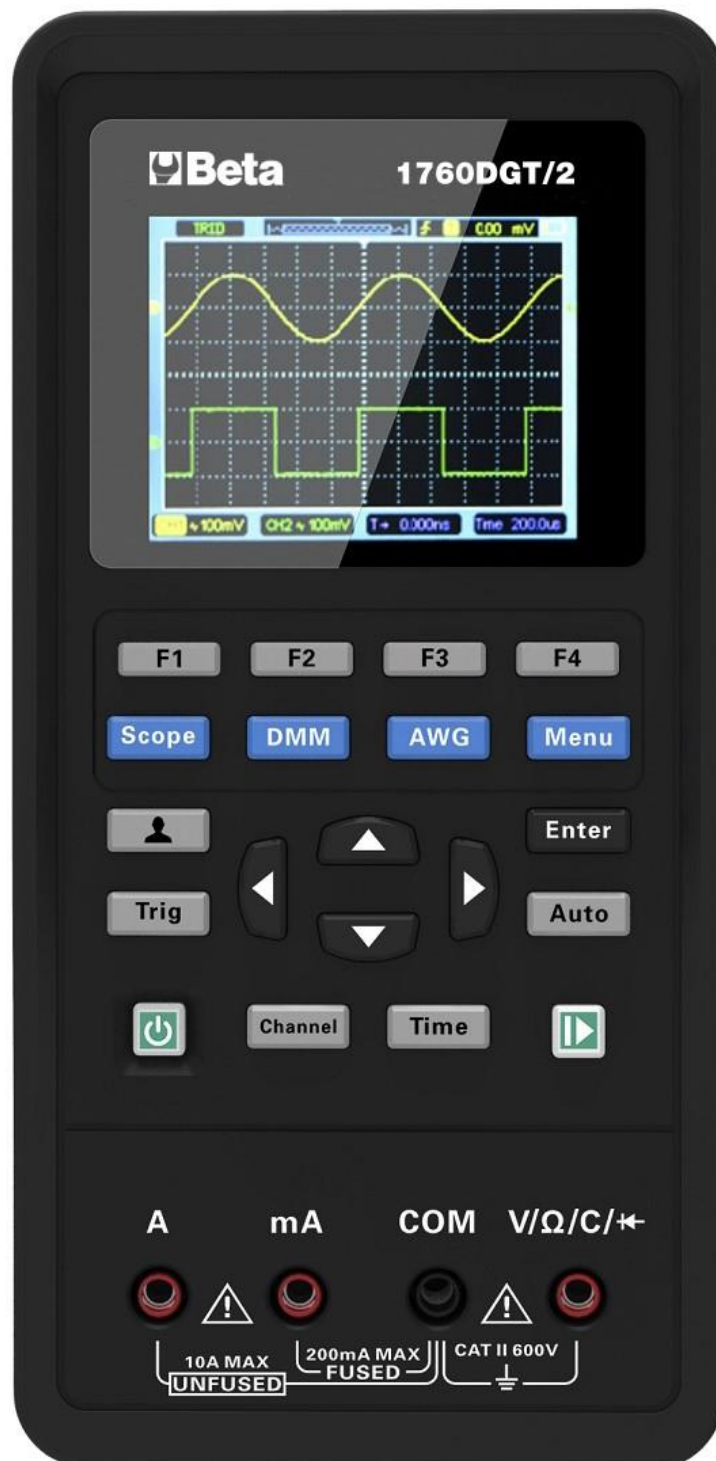 Beta
1760DGT/2
TRID
0.00 mV
CH1 ∿ 100mV
CH2 ∿ 100mV
T→ 0.000ns
Time 200.0us
F1
F2
F3
F4
Scope
DMM
AWG
Menu
Enter
Trig
Auto
Channel
Time
A
mA
COM
V/Ω/C/
10A MAX
UNFUSED
200mA MAX
FUSED
CAT II 600V